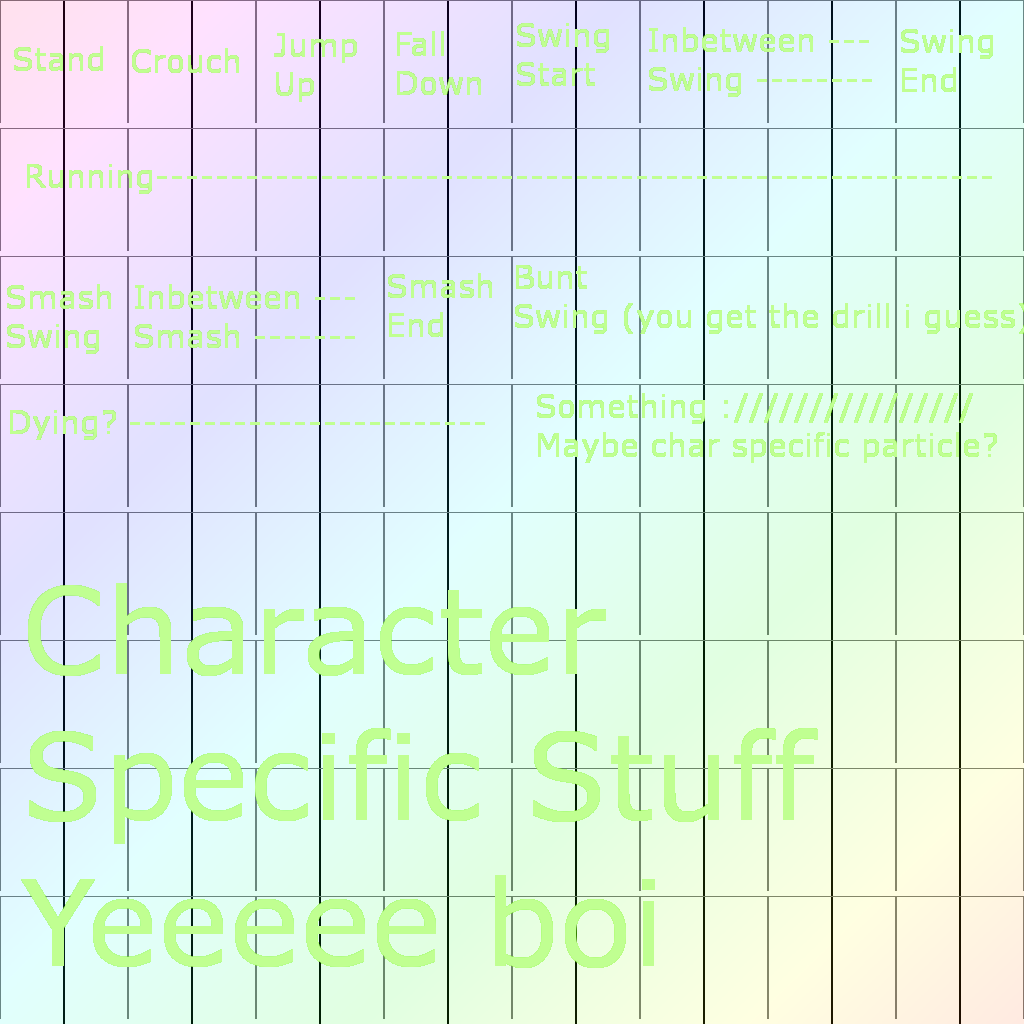 Stand
Crouch
Jump
Up
Fall
Down
Swing
Start
Inbetween ---
Swing --------
Swing
End
Running---------------------------------------------------------
Smash
Swing
Inbetween ---
Smash -------
Smash
End
Bunt
Swing (you get the drill i guess)
Dying? ------------------------
Something :////////////////
Maybe char specific particle?
Character
Specific Stuff
Yeeeee boi